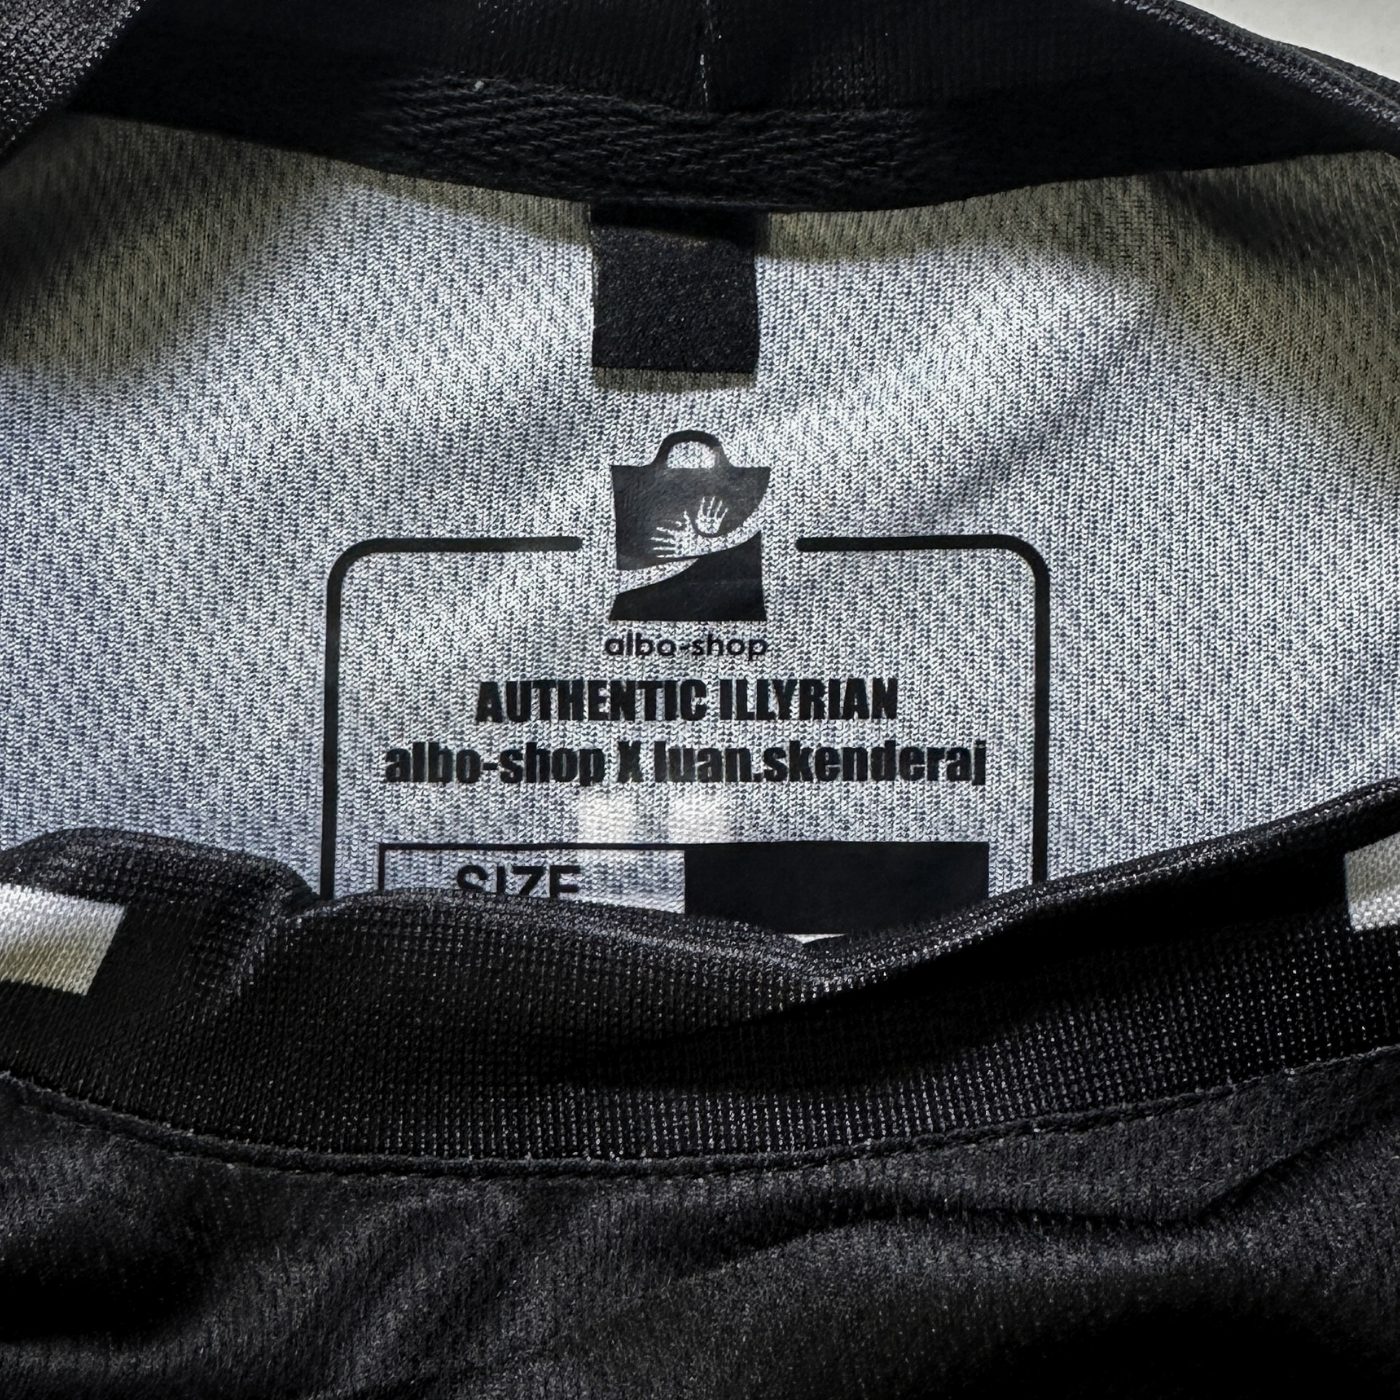 albo-shop
AUTHENTIC ILLYRIAN
albo-shop X luan.skenderaj
SIZE